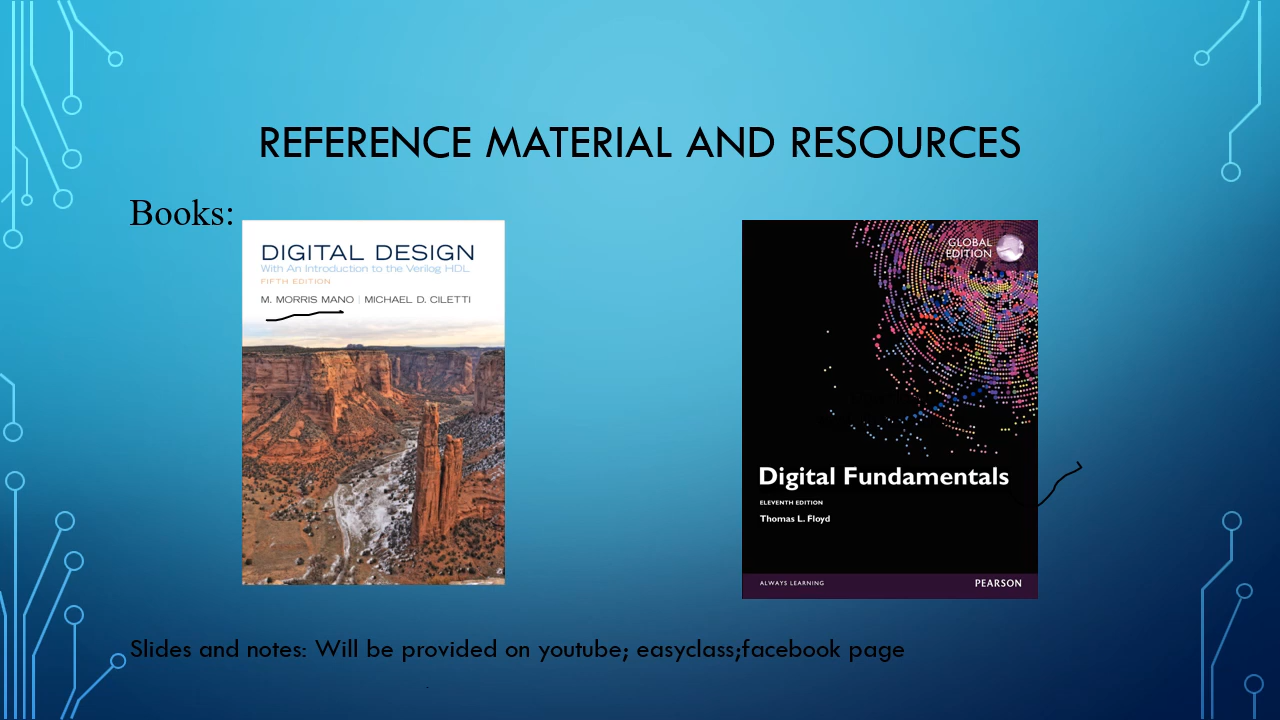 REFERENCE MATERIAL AND RESOURCES
Books:
DIGITAL DESIGN
With An Introduction to the Verilog HDL
FIFTH EDITION
M. MORRIS MANO | MICHAEL D. CILETTI
GLOBAL
EDITION
Digital Fundamentals
ELEVENTH EDITION
Thomas L. Floyd
ALWAYS LEARNING
PEARSON
Slides and notes: Will be provided on youtube; easyclass;facebook page